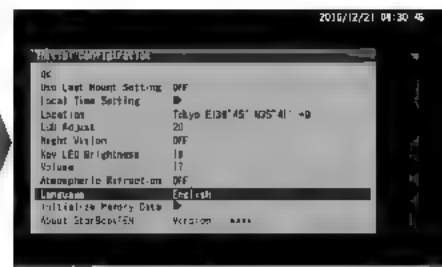 2016/12/21 04:30 45
Initial Configuration
OK
Use Last Mount Setting OFF
Local Time Setting
Location Tokyo E139°45' N35°41' +9
LCD Adjust 20
Night Vision OFF
Key LED Brightness 10
Volume 17
Atmospheric Refraction OFF
Language English
Initialize Memory Data
About StarBookTEN Version